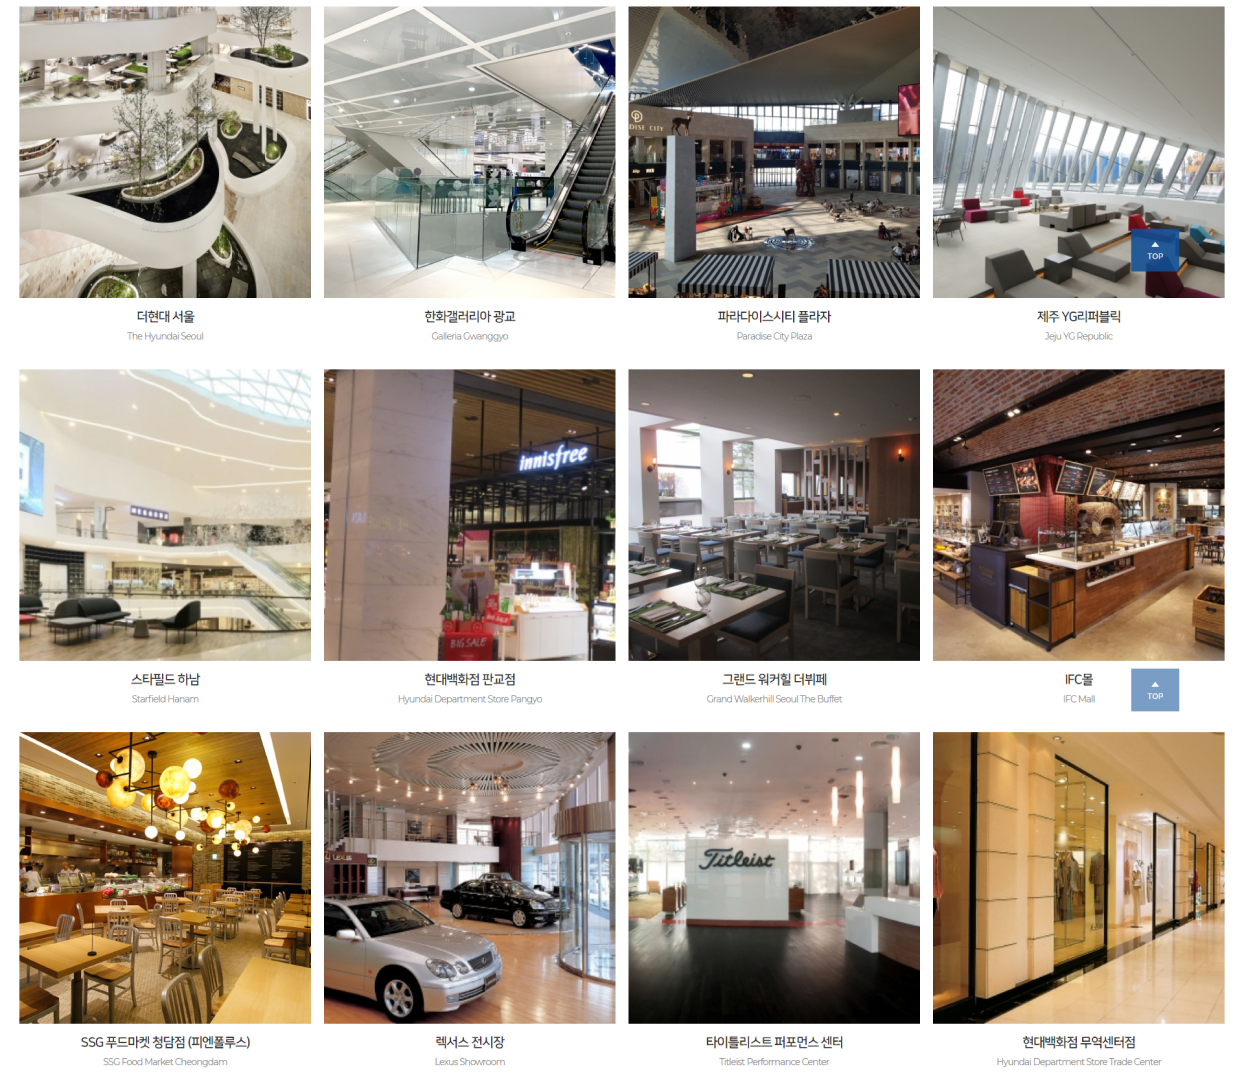 DISE CITY
TOP
더현대 서울
한화갤러리아 광교
파라다이스시티 플라자
제주 YG리퍼블릭
The Hyundai Seoul
Galleria Gwanggyo
Paradise City Plaza
Jeju YG Republic
innisfree
BIG SALE
스타필드 하남
현대백화점 판교점
그랜드 워커힐 더뷔페
IFC몰
Starfield Hanam
Hyundai Department Store Pangyo
Grand Walkerhill Seoul The Buffet
IFC Mall
TOP
LEXUS
Titleist
SSG 푸드마켓 청담점 (피엔폴루스)
렉서스 전시장
타이틀리스트 퍼포먼스 센터
현대백화점 무역센터점
SSG Food Market Cheongdam
Lexus Showroom
Titleist Performance Center
Hyundai Department Store Trade Center